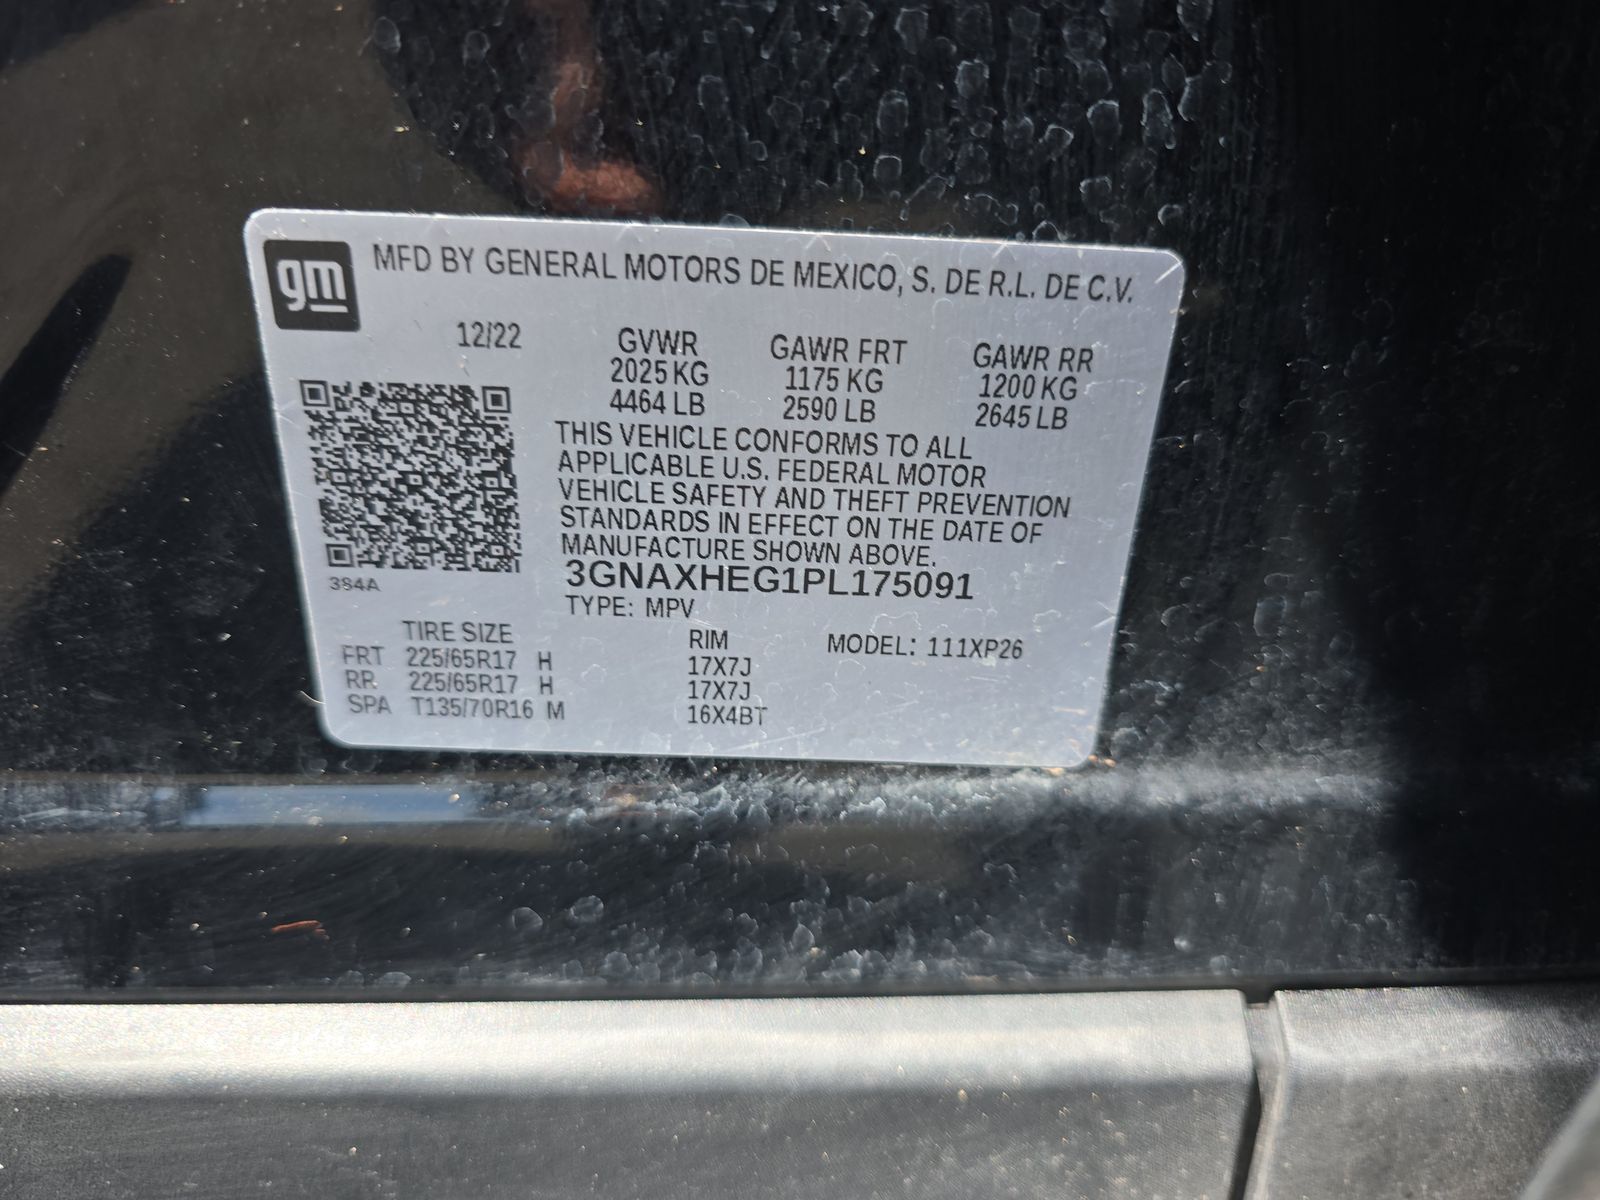 gm
MFD BY GENERAL MOTORS DE MEXICO, S. DE R.L. DE C.V.
12/22 GVWR GAWR FRT GAWR RR
2025 KG 1175 KG 1200 KG
4464 LB 2590 LB 2645 LB
THIS VEHICLE CONFORMS TO ALL
APPLICABLE U.S. FEDERAL MOTOR
VEHICLE SAFETY AND THEFT PREVENTION
STANDARDS IN EFFECT ON THE DATE OF
MANUFACTURE SHOWN ABOVE.
384A
3GNAXHEG1PL175091
TYPE: MPV
TIRE SIZE RIM MODEL: 111XP26
FRT 225/65R17 H 17X7J
RR 225/65R17 H 17X7J
SPA T135/70R16 M 16X4BT